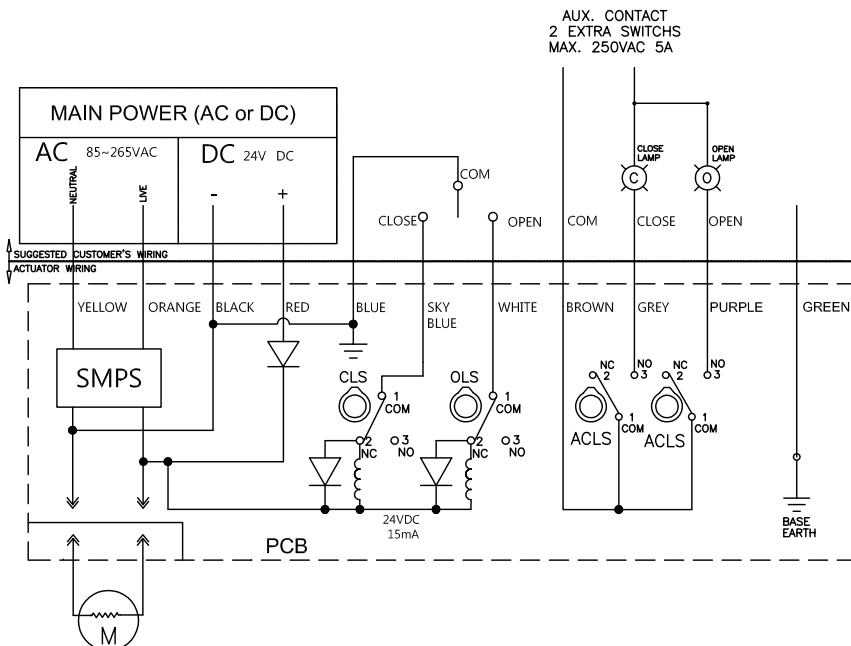 AUX. CONTACT
2 EXTRA SWITCHS
MAX. 250VAC 5A
MAIN POWER (AC or DC)
AC 85~265VAC
DC 24V DC
NEUTRAL
LIVE
-
+
COM
CLOSE
OPEN
CLOSE
LAMP
OPEN
LAMP
C
O
COM
CLOSE
OPEN
SUGGESTED CUSTOMER'S WIRING
ACTUATOR WIRING
YELLOW
ORANGE
BLACK
RED
BLUE
SKY
BLUE
WHITE
BROWN
GREY
PURPLE
GREEN
SMPS
CLS
1
COM
2
NC
3
NO
OLS
1
COM
2
NC
3
NO
NC
2
NO
3
1
COM
ACLS
NC
2
NO
3
1
COM
ACLS
24VDC
15mA
BASE
EARTH
PCB
M